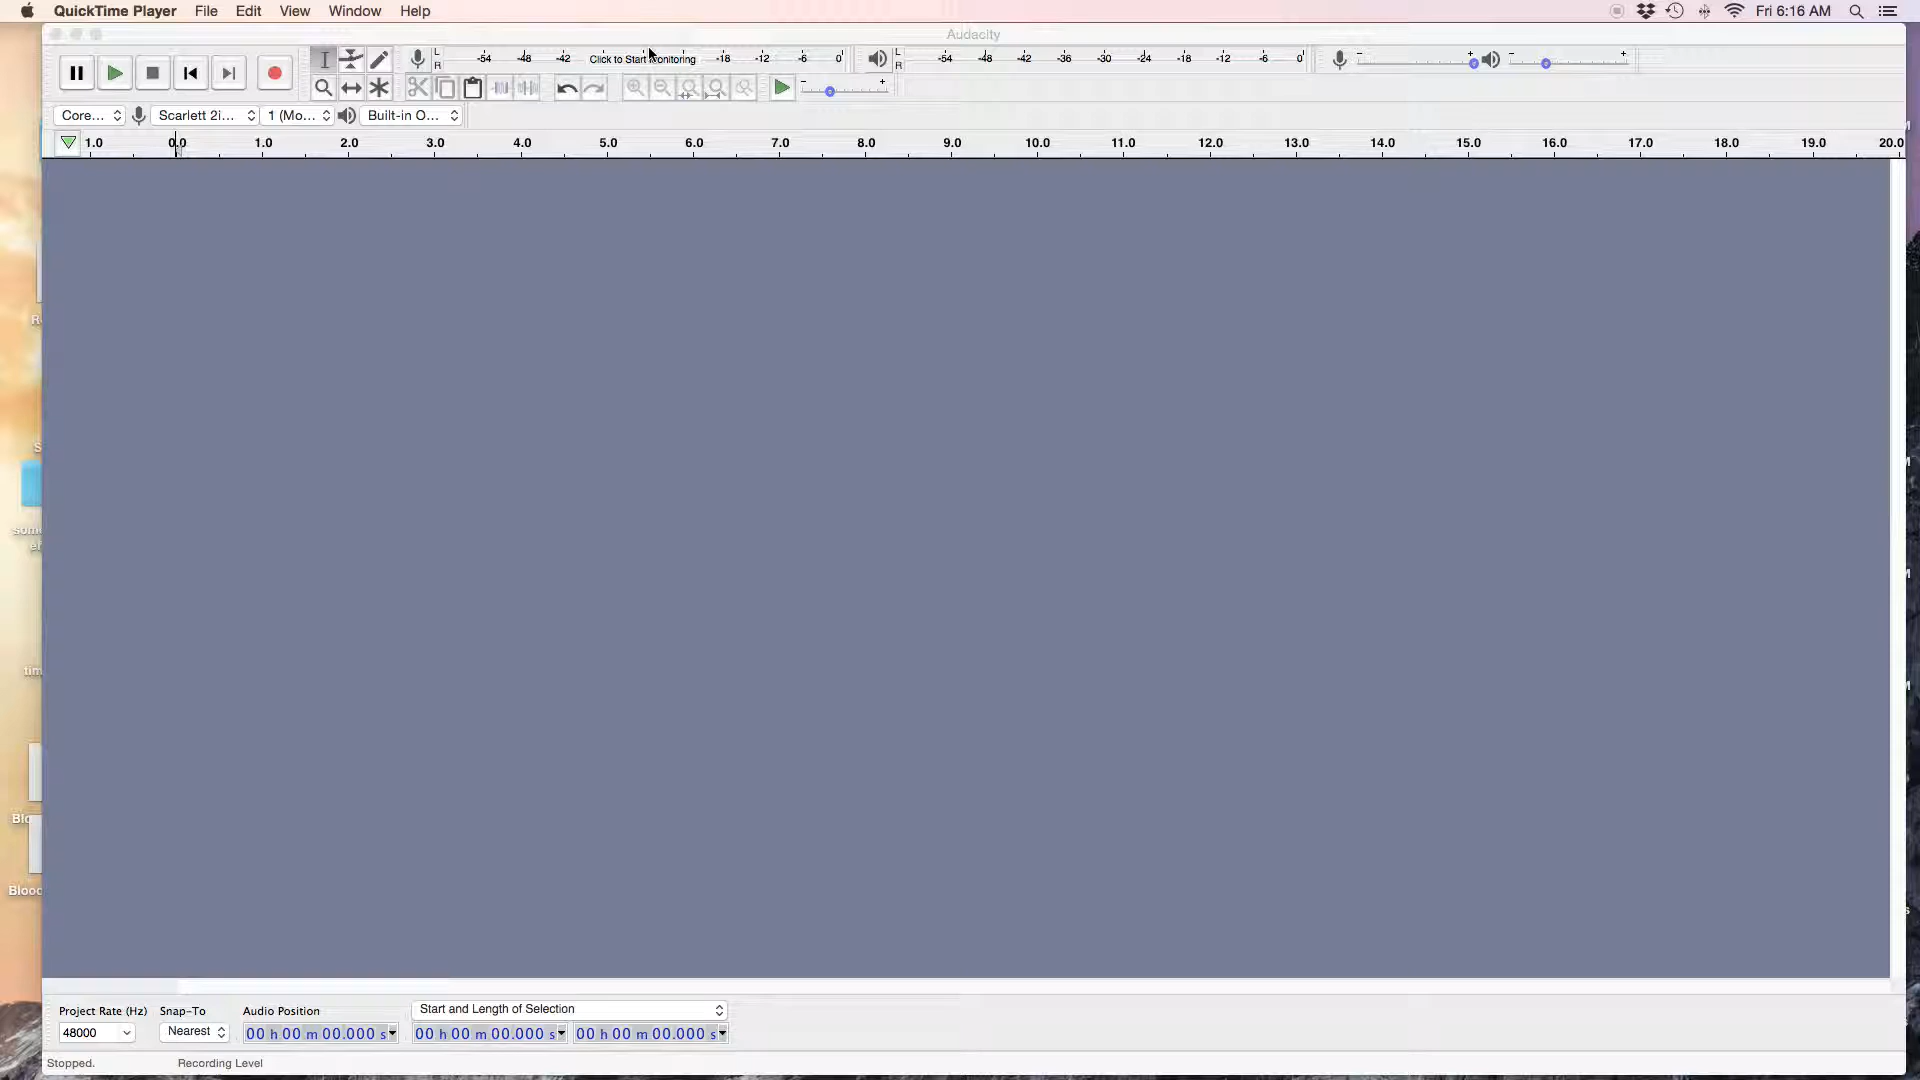 QuickTime Player File Edit View Window Help Fri 6:16 AM
Audacity
L
R
-54 -48 -42 Click to Start Monitoring -18 -12 -6 0
L
R
-54 -48 -42 -36 -30 -24 -18 -12 -6 0
- +
- +
- +
Core... Scarlett 2i... 1 (Mo... Built-in O...
1.0 0.0 1.0 2.0 3.0 4.0 5.0 6.0 7.0 8.0 9.0 10.0 11.0 12.0 13.0 14.0 15.0 16.0 17.0 18.0 19.0 20.0
R
S
som
tim
Blo
Blood
Project Rate (Hz) Snap-To Audio Position Start and Length of Selection
48000 Nearest 00 h 00 m 00.000 s 00 h 00 m 00.000 s 00 h 00 m 00.000 s
Stopped. Recording Level